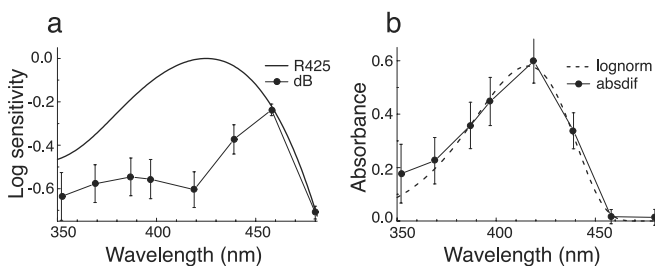 a
Log sensitivity
0.0
-0.2
-0.4
-0.6
R425
dB
350
400
450
Wavelength (nm)
b
Absorbance
0.6
0.4
0.2
0.0
lognorm
absdif
350
400
450
Wavelength (nm)